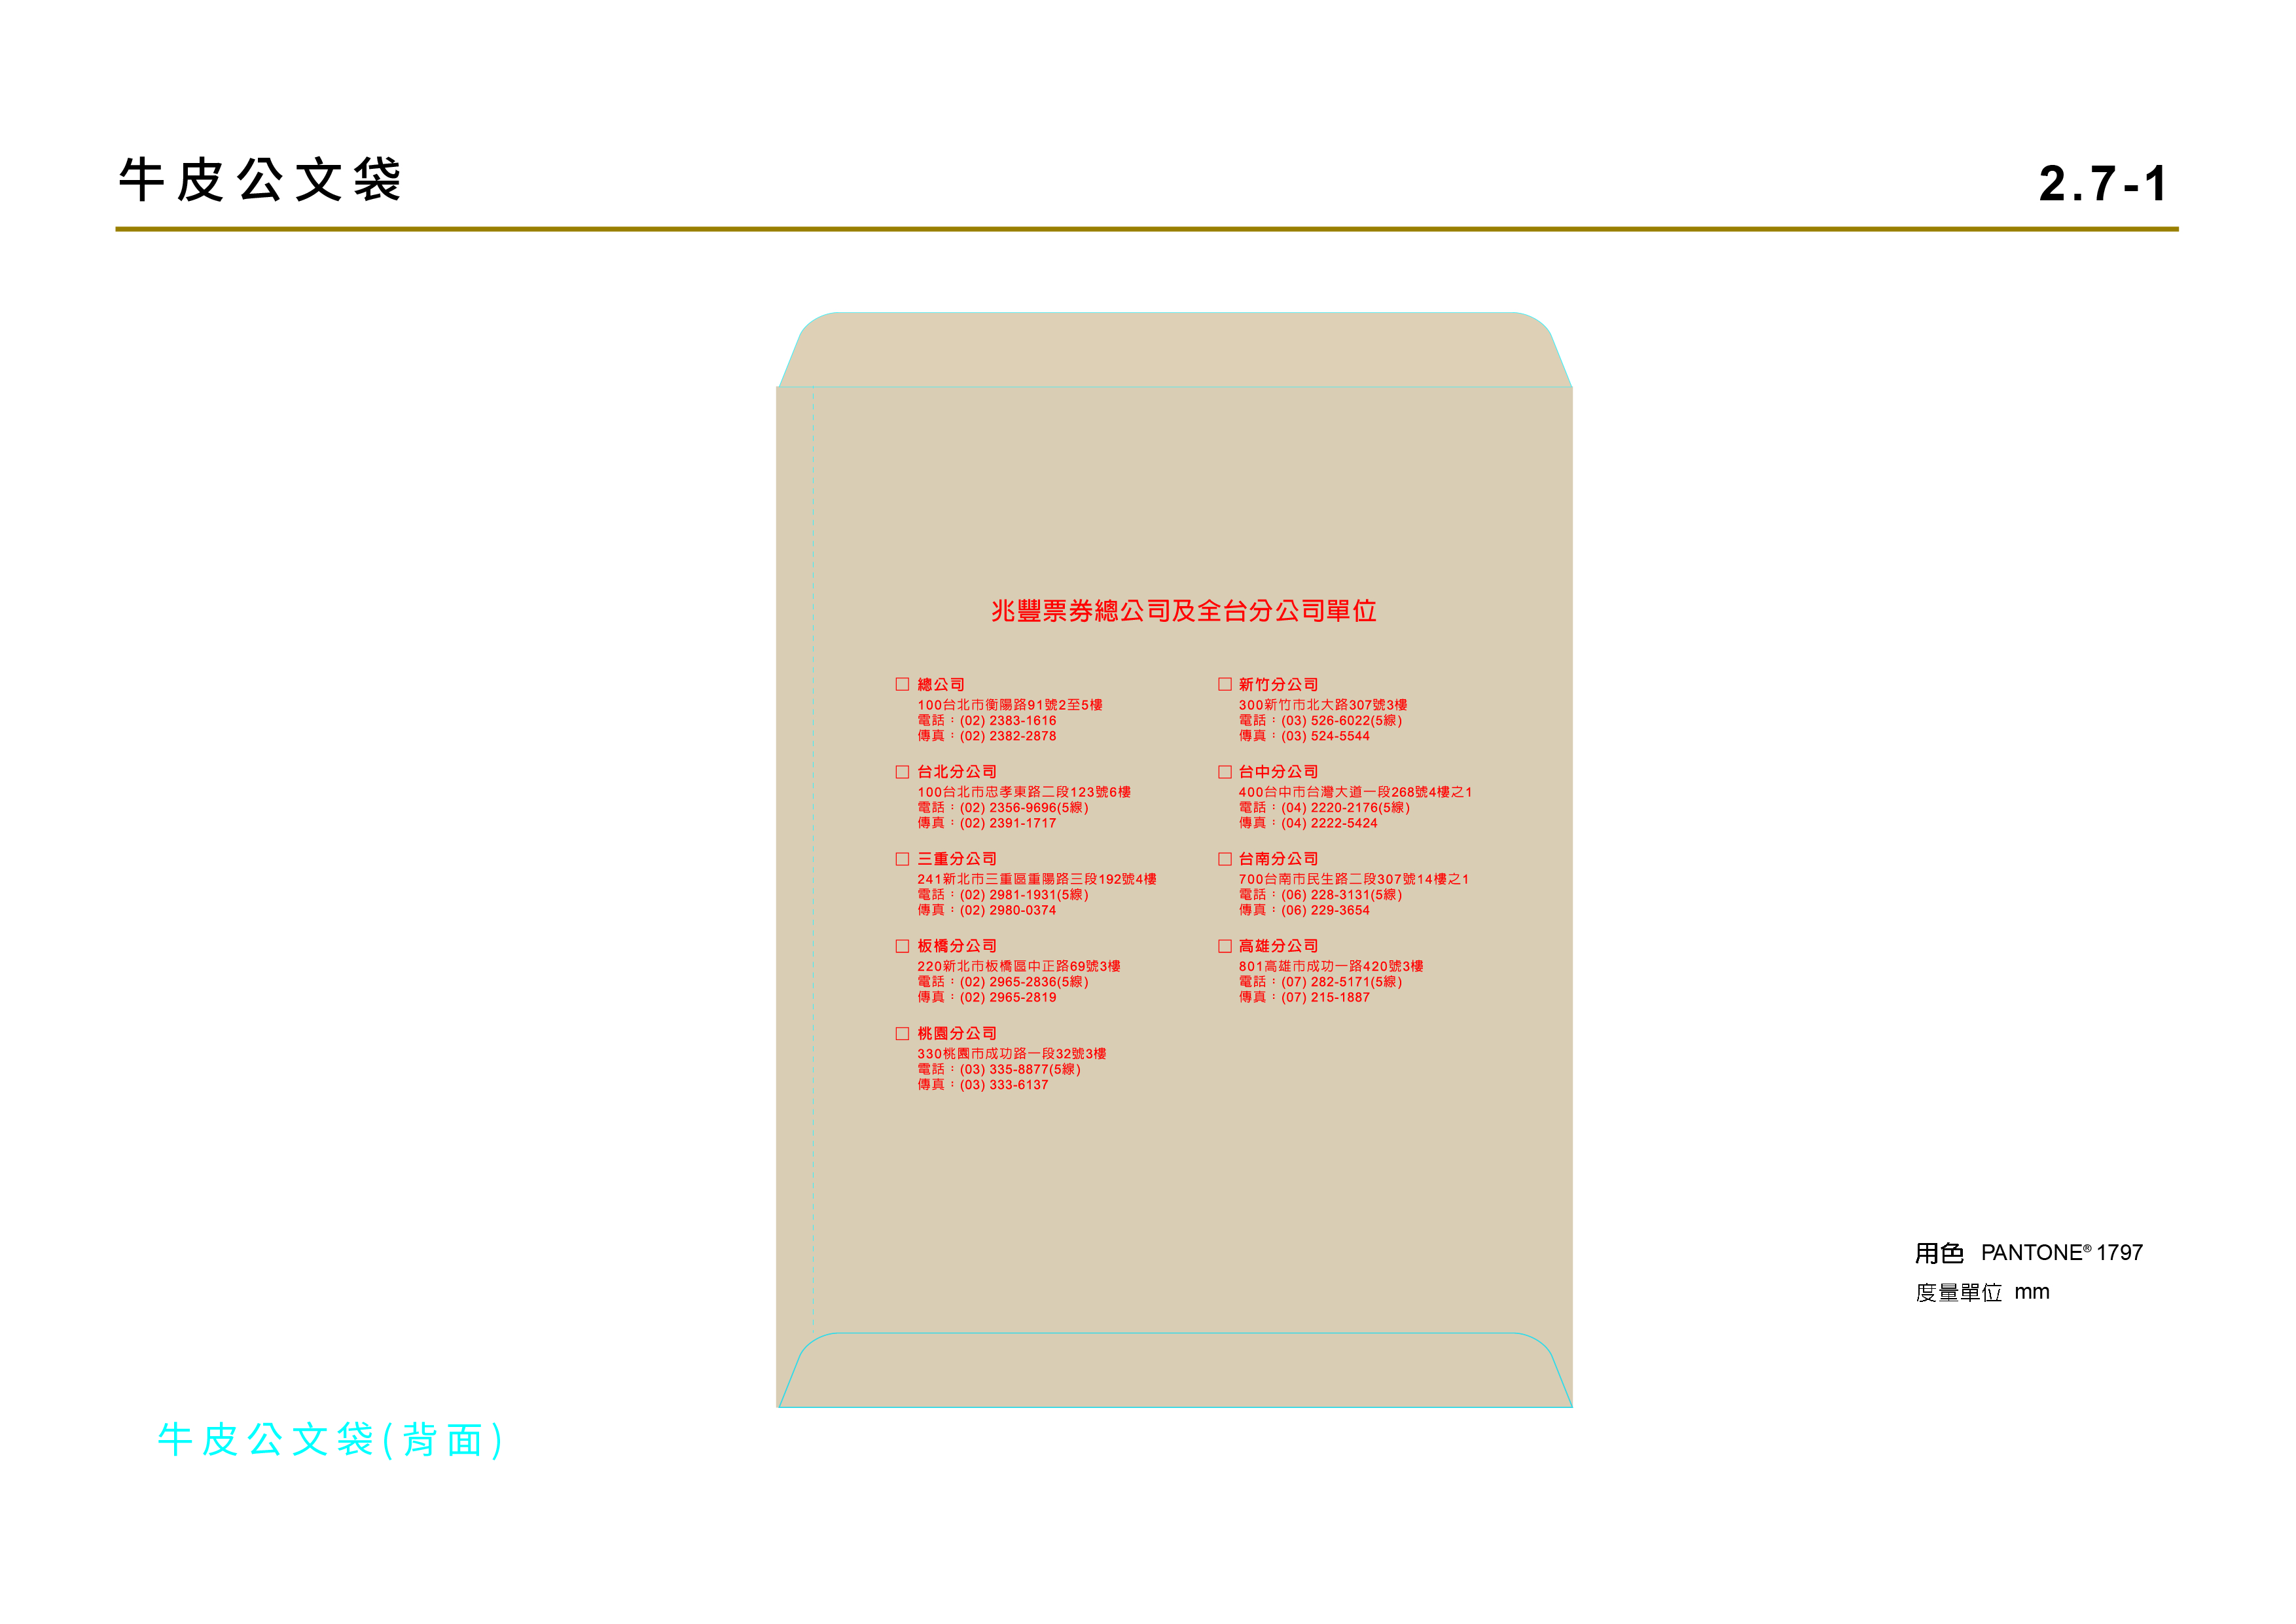 牛皮公文袋
2.7-1
兆豐票券總公司及全台分公司單位
□ 總公司
100台北市衡陽路91號2至5樓
電話：(02) 2383-1616
傳真：(02) 2382-2878
□ 台北分公司
100台北市忠孝東路二段123號6樓
電話：(02) 2356-9696(5線)
傳真：(02) 2391-1717
□ 三重分公司
241新北市三重區重陽路三段192號4樓
電話：(02) 2981-1931(5線)
傳真：(02) 2980-0374
□ 板橋分公司
220新北市板橋區中正路69號3樓
電話：(02) 2965-2836(5線)
傳真：(02) 2965-2819
□ 桃園分公司
330桃園市成功路一段32號3樓
電話：(03) 335-8877(5線)
傳真：(03) 333-6137
□ 新竹分公司
300新竹市北大路307號3樓
電話：(03) 526-6022(5線)
傳真：(03) 524-5544
□ 台中分公司
400台中市台灣大道一段268號4樓之1
電話：(04) 2220-2176(5線)
傳真：(04) 2222-5424
□ 台南分公司
700台南市民生路二段307號14樓之1
電話：(06) 228-3131(5線)
傳真：(06) 229-3654
□ 高雄分公司
801高雄市成功一路420號3樓
電話：(07) 282-5171(5線)
傳真：(07) 215-1887
用色 PANTONE® 1797
度量單位 mm
牛皮公文袋(背面)